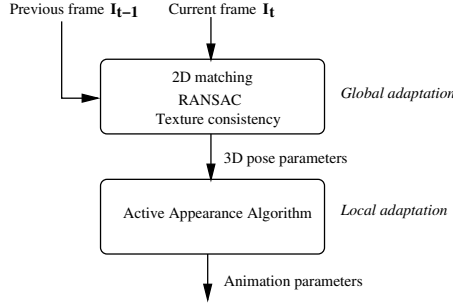 Previous frame I_{t-1}
Current frame I_t
2D matching
RANSAC
Texture consistency
Global adaptation
3D pose parameters
Active Appearance Algorithm
Local adaptation
Animation parameters